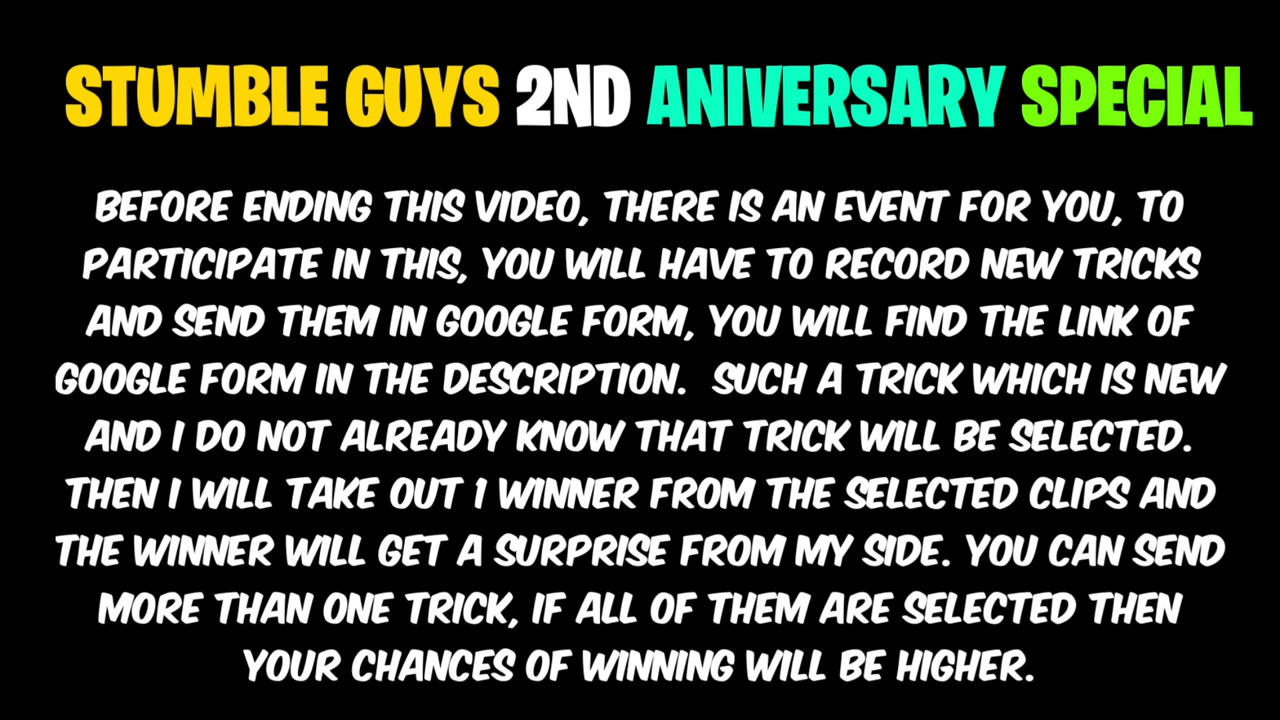 STUMBLE GUYS 2ND ANIVERSARY SPECIAL
BEFORE ENDING THIS VIDEO, THERE IS AN EVENT FOR YOU, TO
PARTICIPATE IN THIS, YOU WILL HAVE TO RECORD NEW TRICKS
AND SEND THEM IN GOOGLE FORM, YOU WILL FIND THE LINK OF
GOOGLE FORM IN THE DESCRIPTION. SUCH A TRICK WHICH IS NEW
AND I DO NOT ALREADY KNOW THAT TRICK WILL BE SELECTED.
THEN I WILL TAKE OUT 1 WINNER FROM THE SELECTED CLIPS AND
THE WINNER WILL GET A SURPRISE FROM MY SIDE. YOU CAN SEND
MORE THAN ONE TRICK, IF ALL OF THEM ARE SELECTED THEN
YOUR CHANCES OF WINNING WILL BE HIGHER.